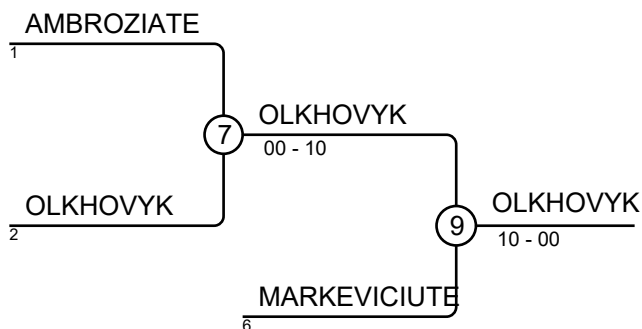 AMBROZIATE
1
7
OLKHOVYK
00 - 10
OLKHOVYK
2
9
OLKHOVYK
10 - 00
MARKEVICIUTE
6